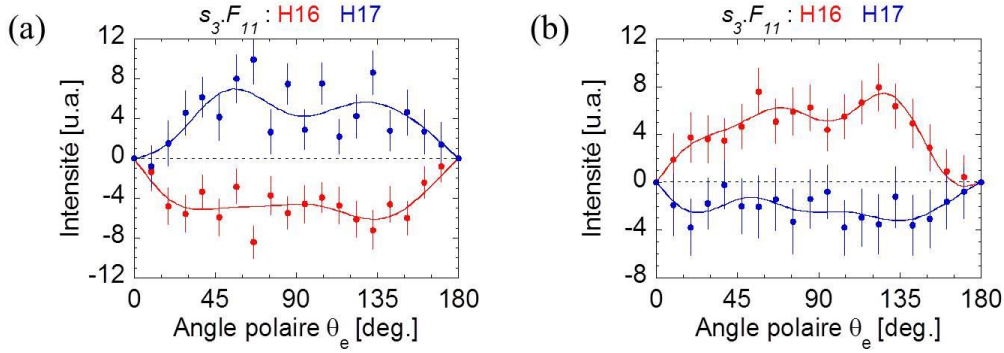 (a)
s₃.F₁₁ : H16 H17
Intensité [u.a.]
12
8
4
0
-4
-8
-12
0 45 90 135 180
Angle polaire θₑ [deg.]
(b)
s₃.F₁₁ : H16 H17
Intensité [u.a.]
12
8
4
0
-4
-8
0 45 90 135 180
Angle polaire θₑ [deg.]